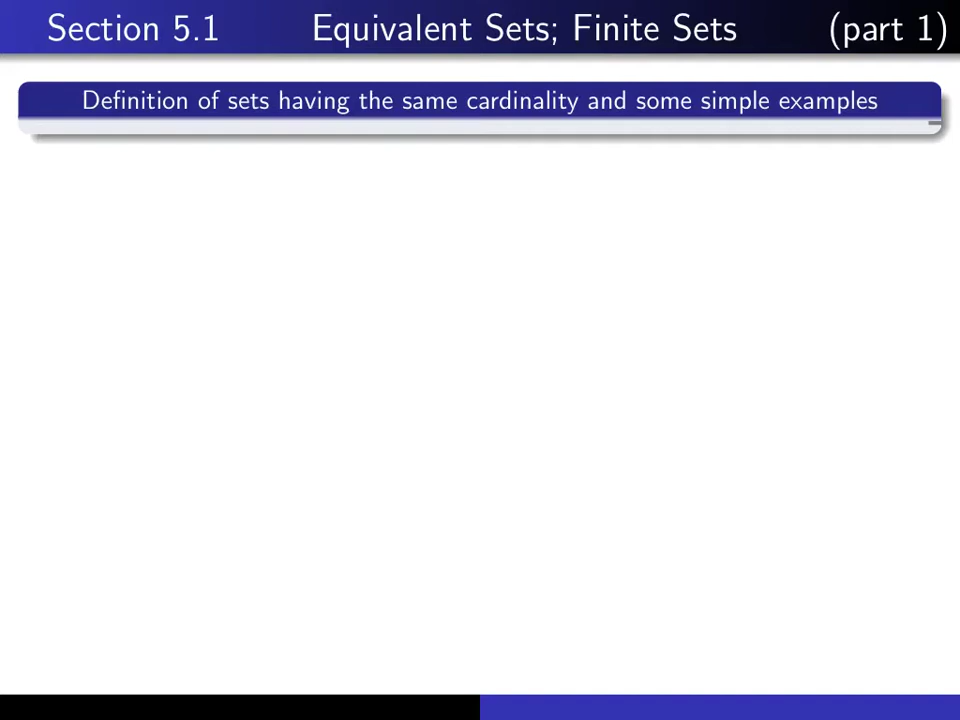 Section 5.1 Equivalent Sets; Finite Sets (part 1)
Definition of sets having the same cardinality and some simple examples